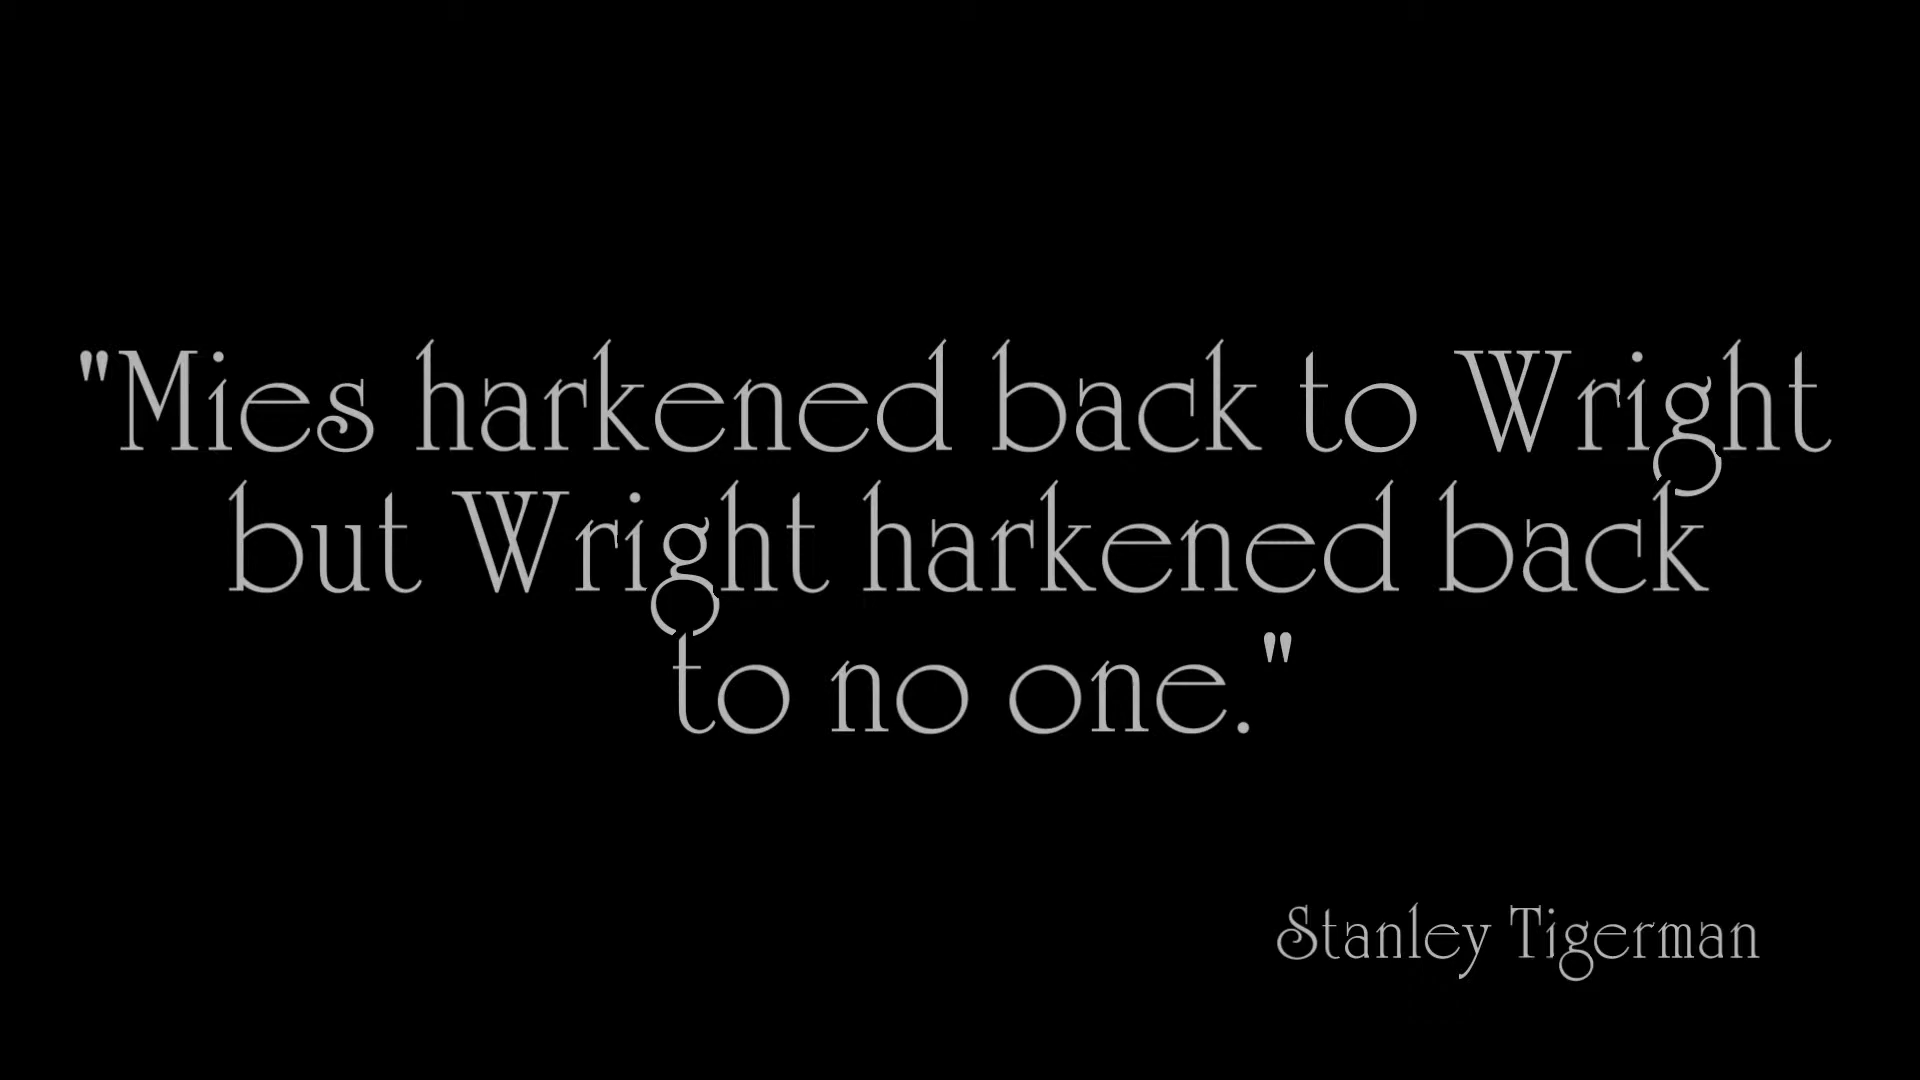 "Mies harkened back to Wright
but Wright harkened back
to no one."
Stanley Tigerman